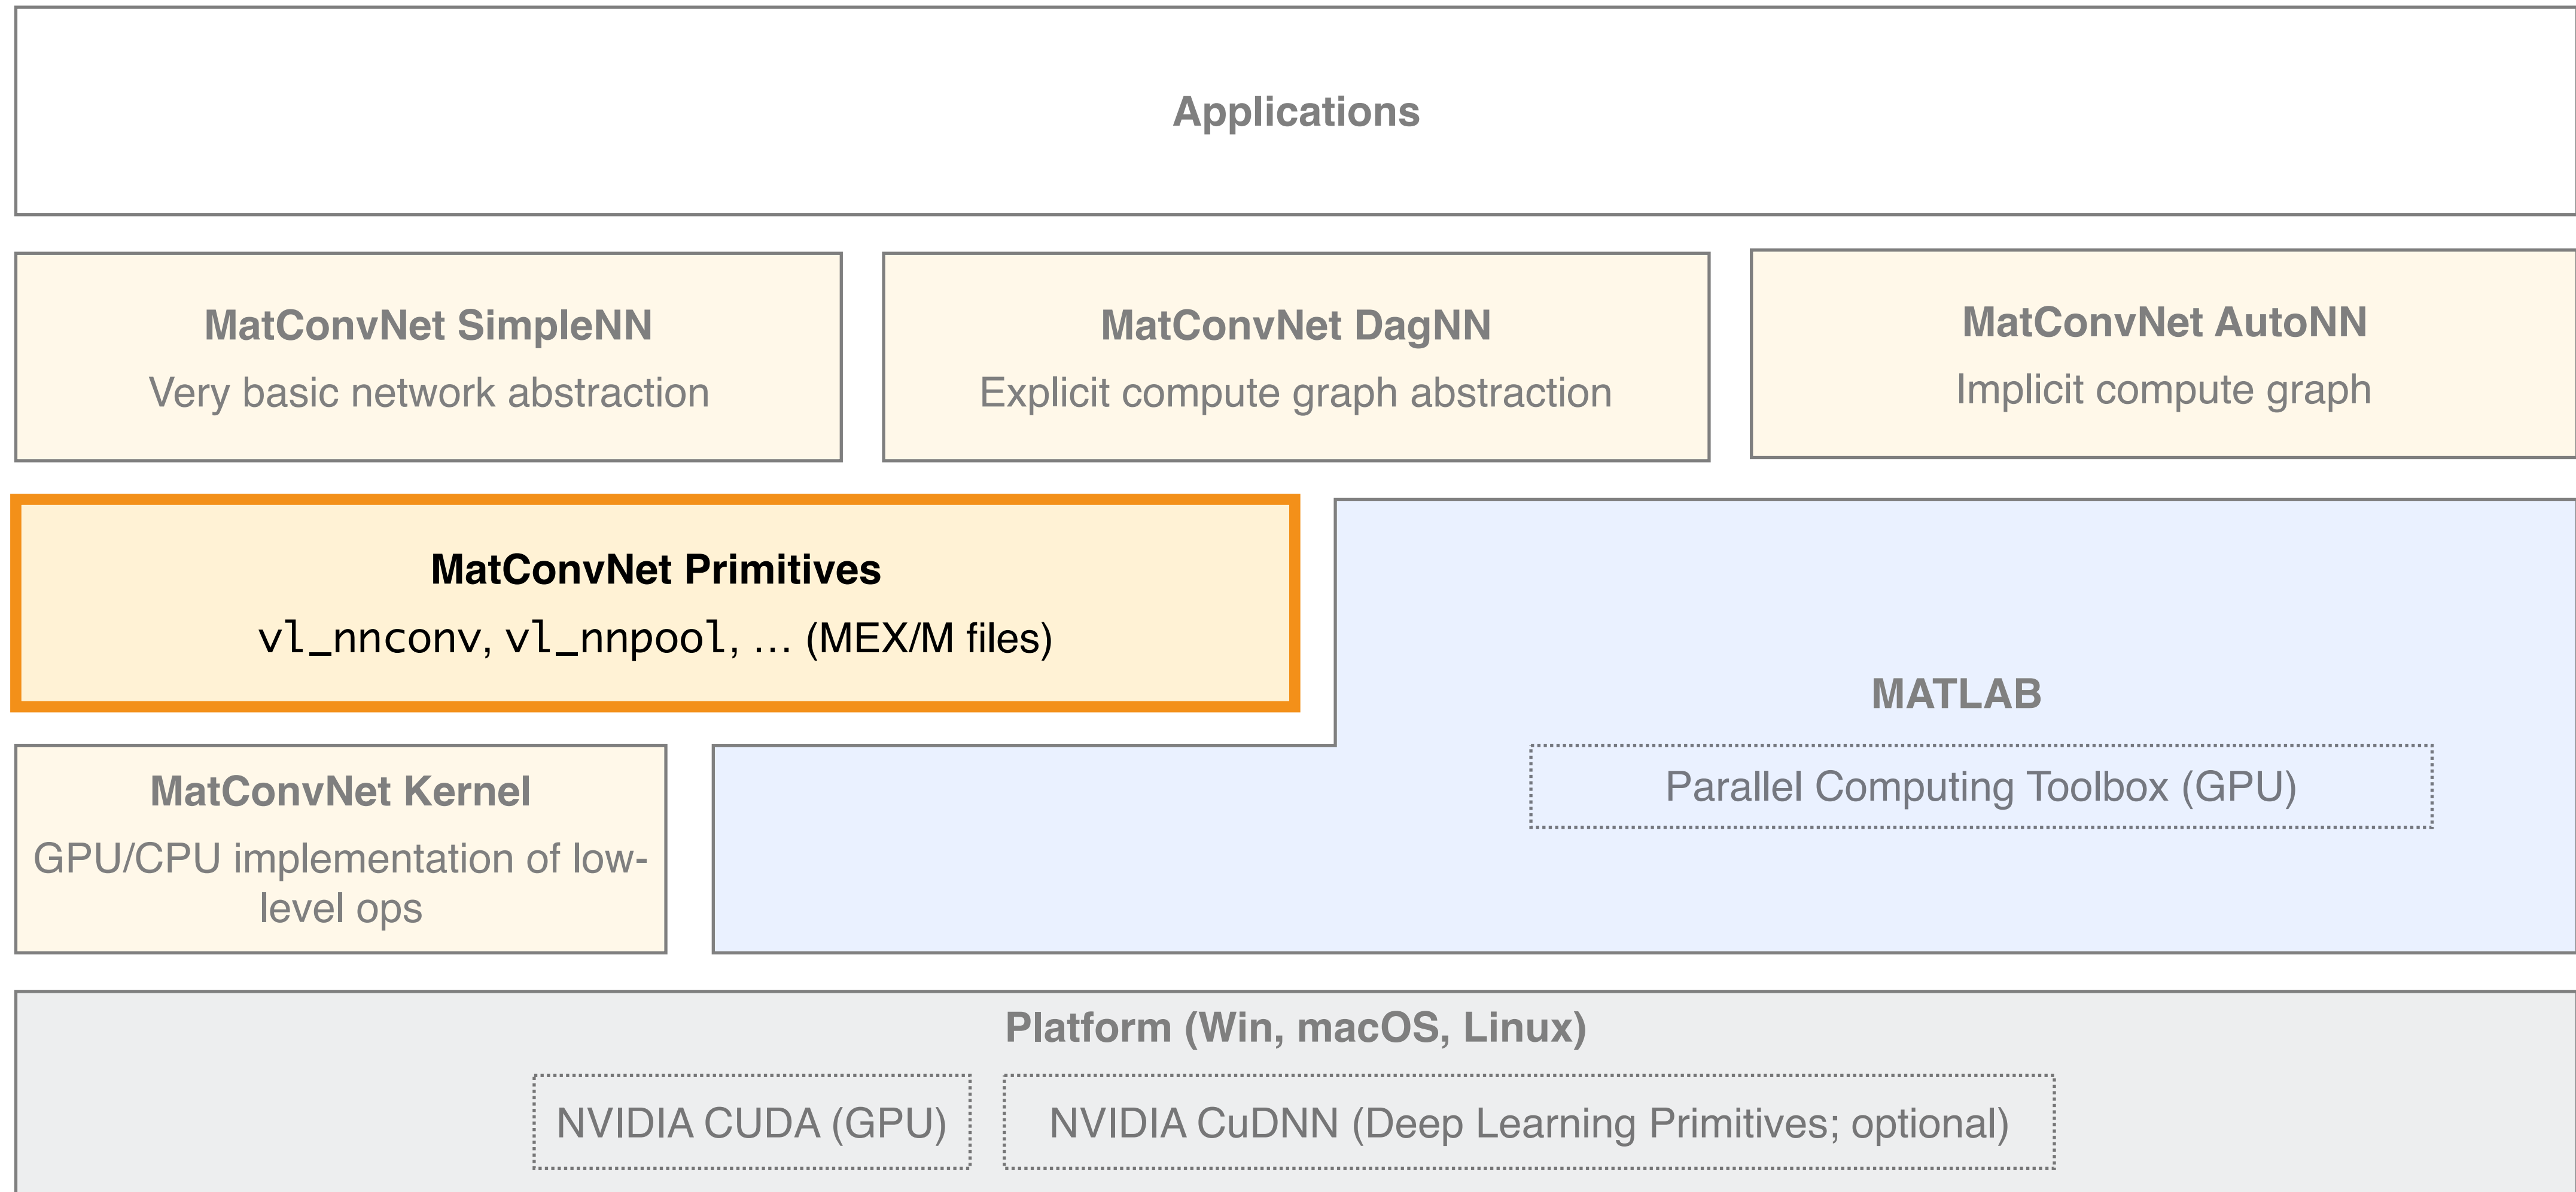 Applications
MatConvNet SimpleNN
Very basic network abstraction
MatConvNet DagNN
Explicit compute graph abstraction
MatConvNet AutoNN
Implicit compute graph
MatConvNet Primitives
vl_nnconv, vl_nnpool, … (MEX/M files)
MATLAB
Parallel Computing Toolbox (GPU)
MatConvNet Kernel
GPU/CPU implementation of low-
level ops
Platform (Win, macOS, Linux)
NVIDIA CUDA (GPU)
NVIDIA CuDNN (Deep Learning Primitives; optional)